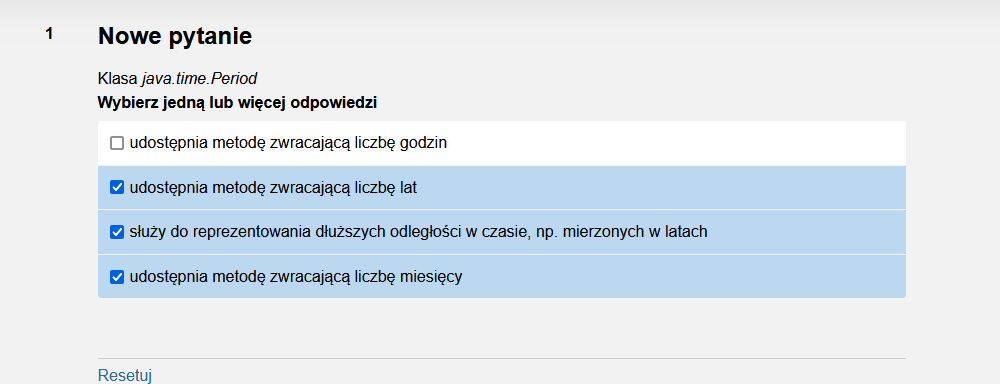 1
Nowe pytanie
Klasa java.time.Period
Wybierz jedną lub więcej odpowiedzi
udostępnia metodę zwracającą liczbę godzin
udostępnia metodę zwracającą liczbę lat
służy do reprezentowania dłuższych odległości w czasie, np. mierzonych w latach
udostępnia metodę zwracającą liczbę miesięcy
Resetuj